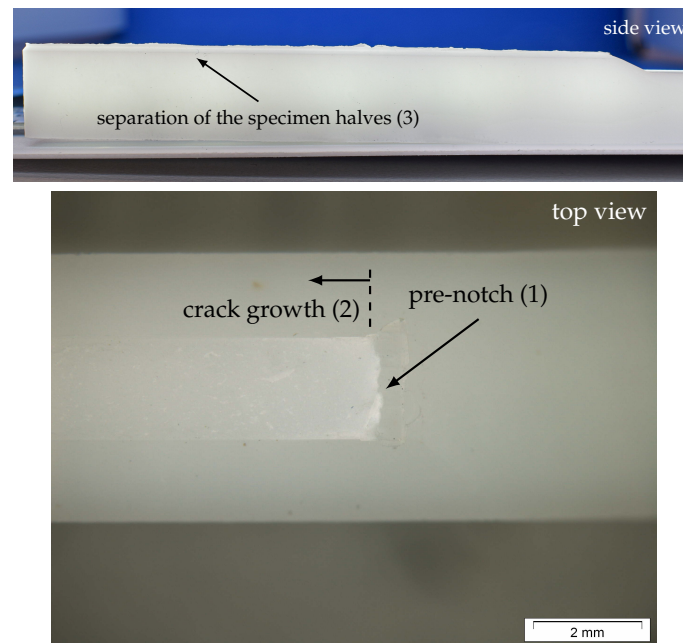 side view
separation of the specimen halves (3)
top view
crack growth (2)
pre-notch (1)
2 mm